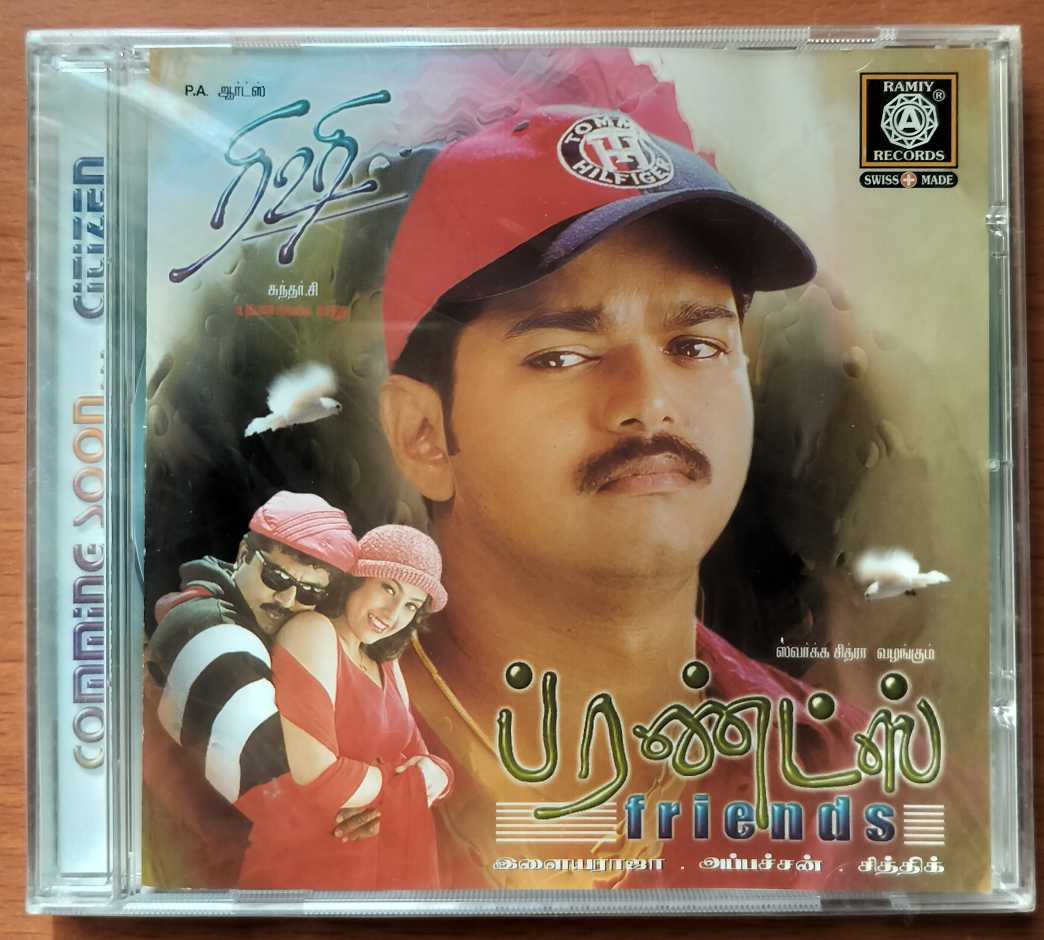 COMMING SOON.... CITIZEN
P.A. ஆர்ட்ஸ்
ரிஷி
சுந்தர்.சி
TOMMY
HILFIGER
RAMIY ®
A
RECORDS
SWISS MADE
ஸ்வர்க்க சித்ரா வழங்கும்
ப்ரண்ட்ஸ்
friends
இளையராஜா . அப்பச்சன் . சித்திக்